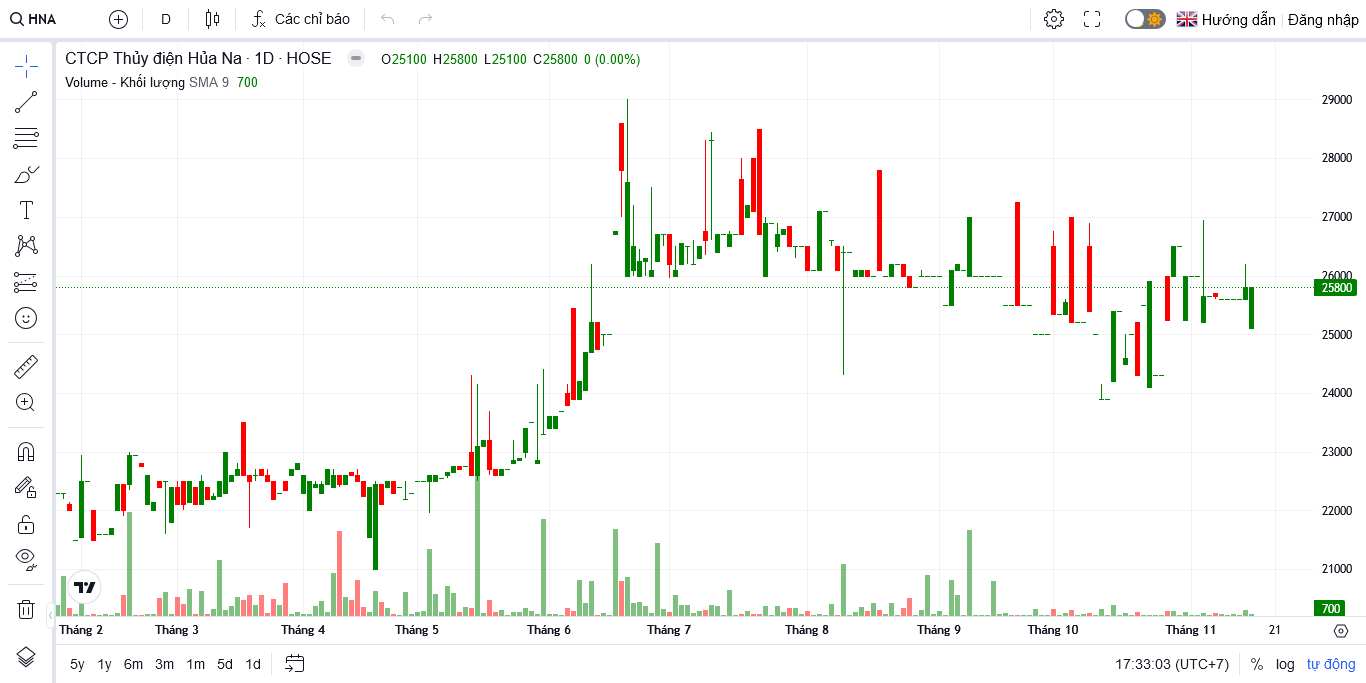 HNA D Các chỉ báo Hướng dẫn Đăng nhập
CTCP Thủy điện Hủa Na · 1D · HOSE O25100 H25800 L25100 C25800 0 (0.00%)
Volume - Khối lượng SMA 9 700
29000
28000
27000
26000
25800
25000
24000
23000
22000
21000
700
Tháng 2 Tháng 3 Tháng 4 Tháng 5 Tháng 6 Tháng 7 Tháng 8 Tháng 9 Tháng 10 Tháng 11 21
5y 1y 6m 3m 1m 5d 1d 17:33:03 (UTC+7) % log tự động